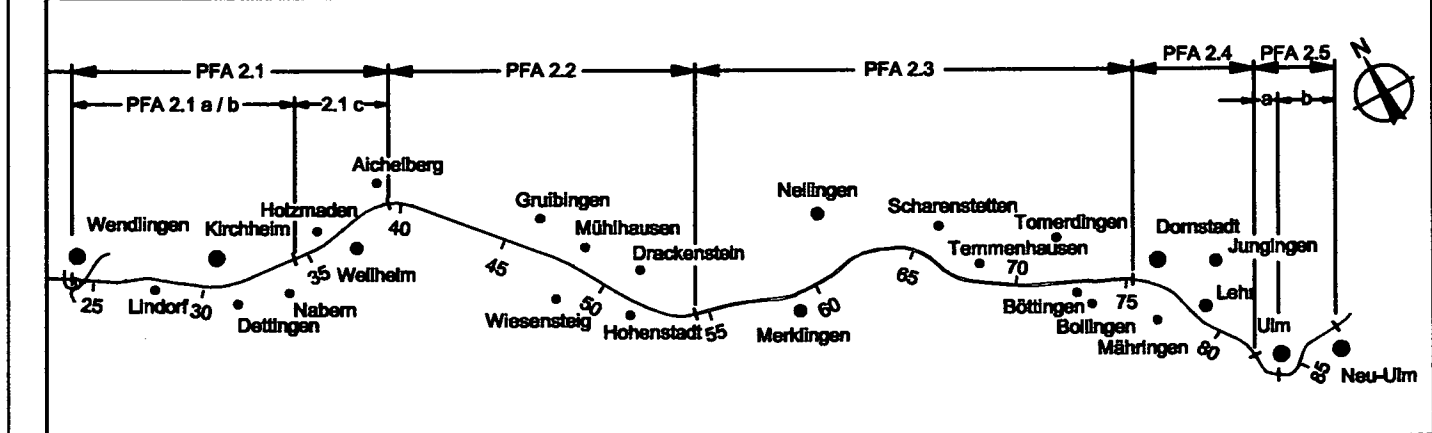 N
PFA 2.1 PFA 2.2 PFA 2.3 PFA 2.4 PFA 2.5
PFA 2.1 a / b 2.1 c a b
Aichelberg
Wendlingen Kirchheim Holzmaden 40 Gruibingen Mühlhausen Drackenstein Nellingen Scharenstetten Tomerdingen Dornstadt Jungingen
Temmenhausen
25 Lindorf 30 Dettingen Nabern 35 Weilheim 45 Wiesensteig 50 Hohenstadt 55 Merklingen 60 65 70 Böttingen Bollingen 75 Mähringen Lehr 80 Ulm 85 Neu-Ulm